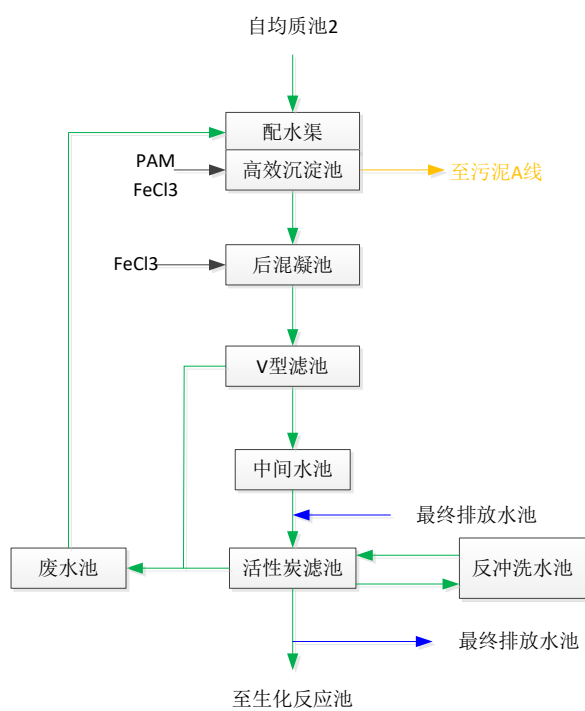 自均质池2
配水渠
PAM
FeCl3
高效沉淀池
至污泥A线
FeCl3
后混凝池
V型滤池
中间水池
最终排放水池
废水池
活性炭滤池
反冲洗水池
最终排放水池
至生化反应池